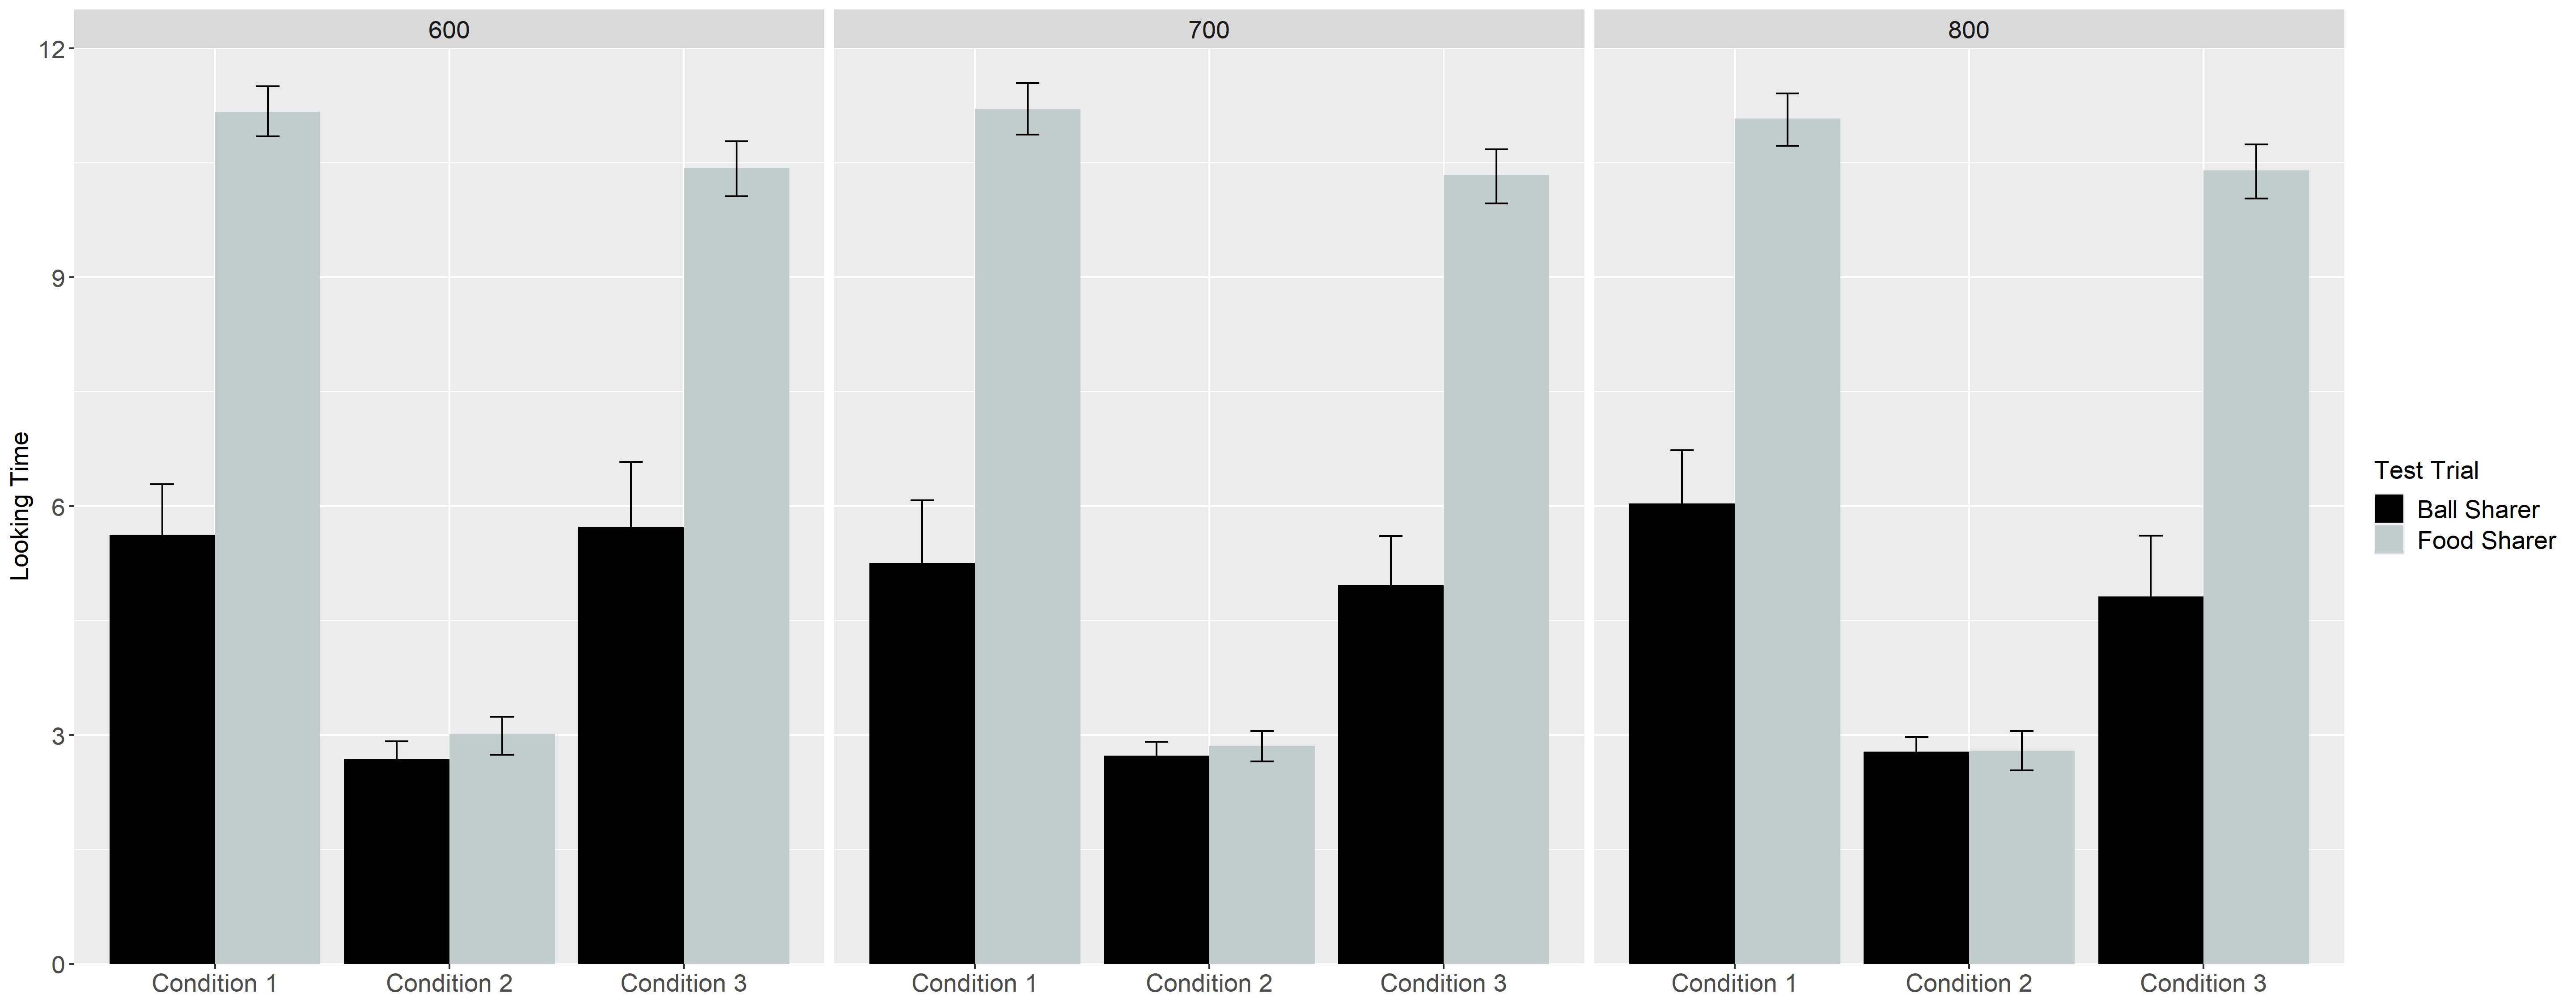 600
700
800
12
9
6
3
0
Looking Time
Condition 1
Condition 2
Condition 3
Condition 1
Condition 2
Condition 3
Condition 1
Condition 2
Condition 3
Test Trial
Ball Sharer
Food Sharer